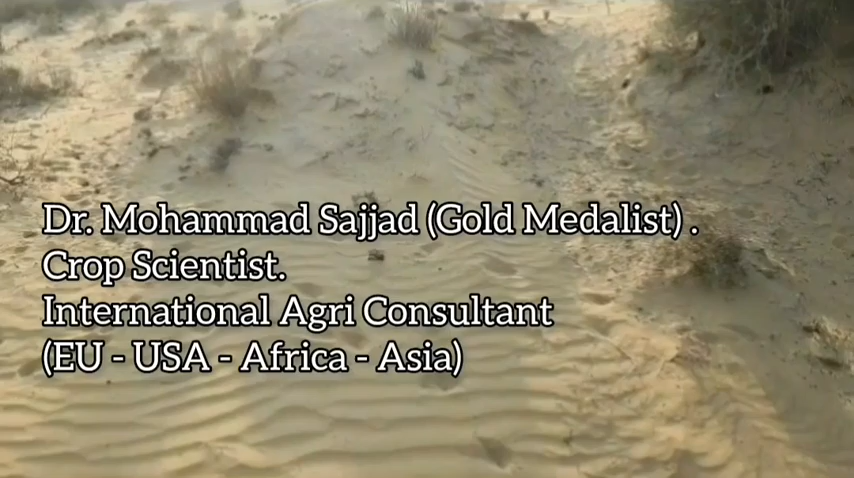 Dr. Mohammad Sajjad (Gold Medalist) .
Crop Scientist.
International Agri Consultant
(EU - USA - Africa - Asia)